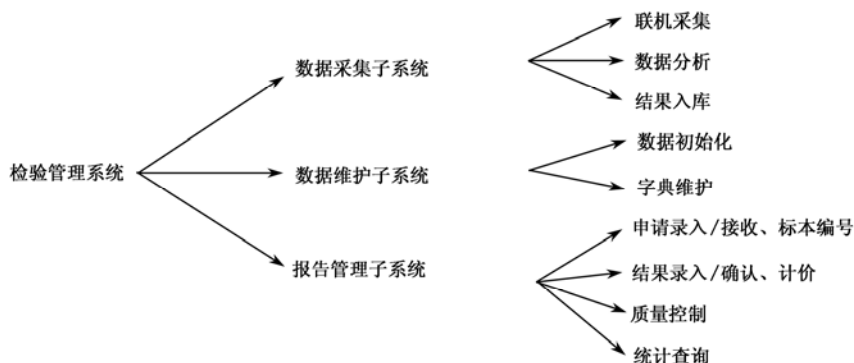 检验管理系统
数据采集子系统
联机采集
数据分析
结果入库
数据维护子系统
数据初始化
字典维护
报告管理子系统
申请录入/接收、标本编号
结果录入/确认、计价
质量控制
统计查询